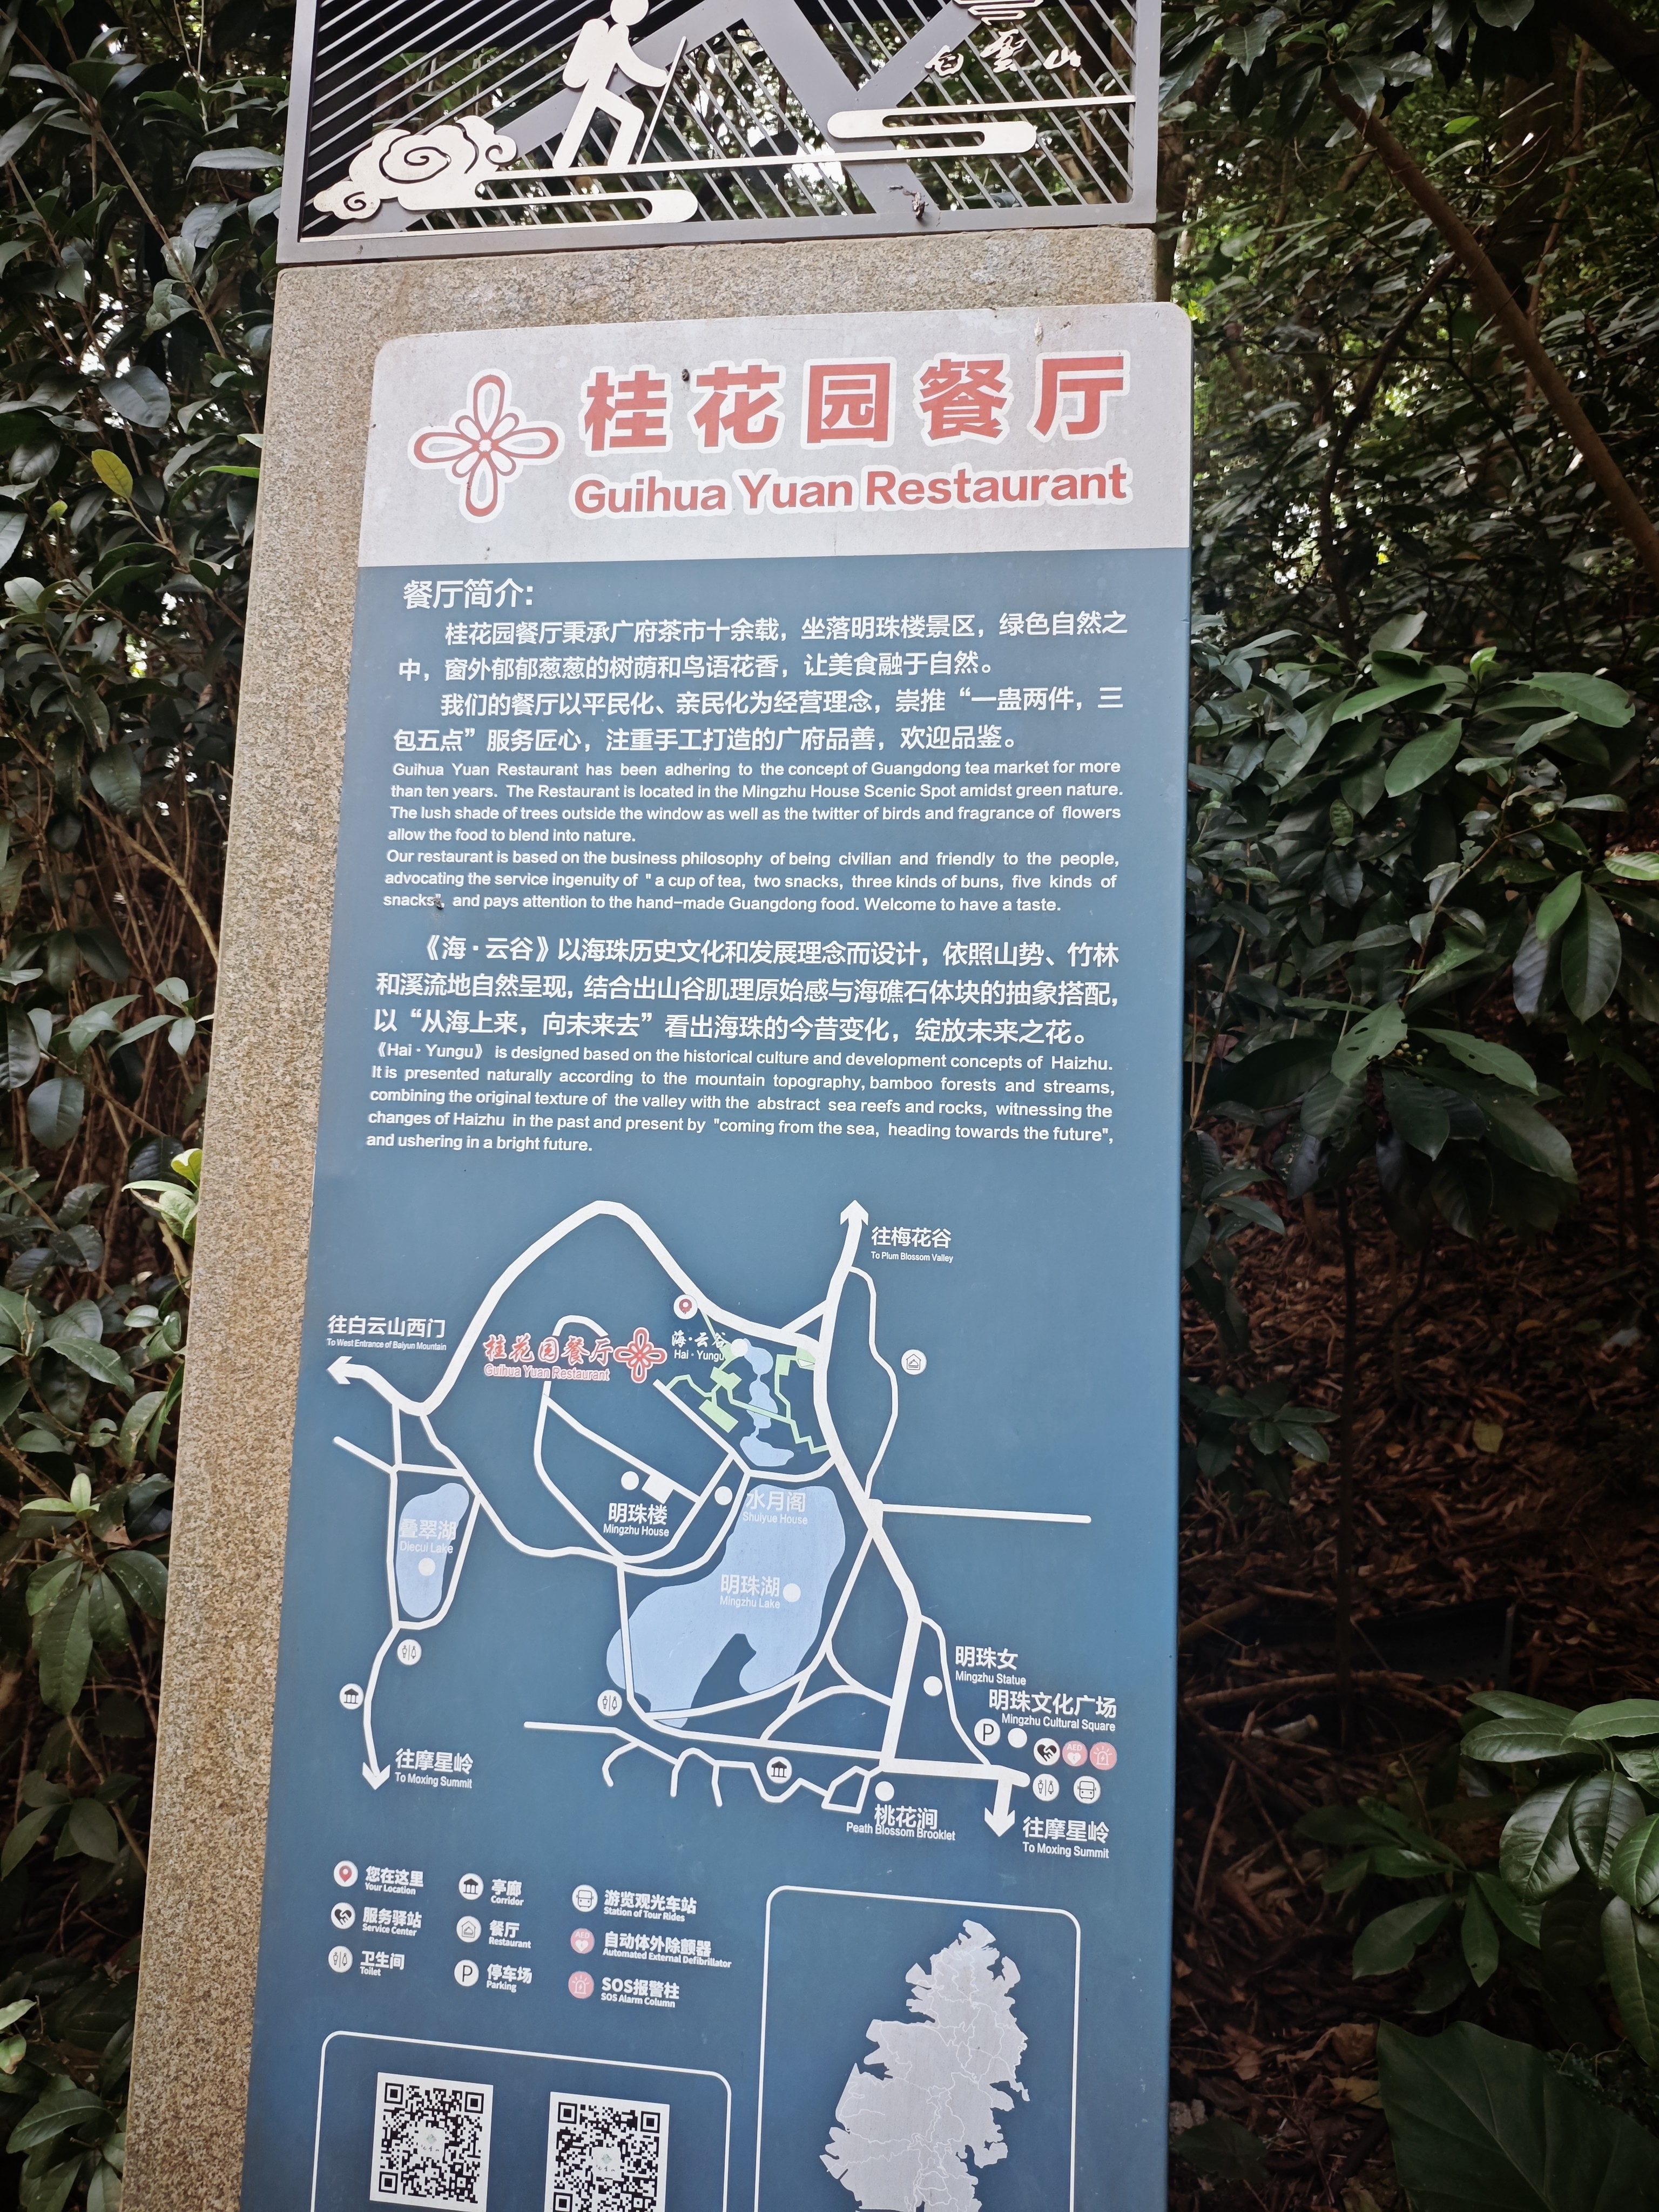 白云山
桂花园餐厅
Guihua Yuan Restaurant
餐厅简介：
桂花园餐厅秉承广府茶市十余载，坐落明珠楼景区，绿色自然之
中，窗外郁郁葱葱的树荫和鸟语花香，让美食融于自然。
我们的餐厅以平民化、亲民化为经营理念，崇推“一盅两件，三
包五点”服务匠心，注重手工打造的广府品善，欢迎品鉴。
Guihua Yuan Restaurant has been adhering to the concept of Guangdong tea market for more
than ten years. The Restaurant is located in the Mingzhu House Scenic Spot amidst green nature.
The lush shade of trees outside the window as well as the twitter of birds and fragrance of flowers
allow the food to blend into nature.
Our restaurant is based on the business philosophy of being civilian and friendly to the people,
advocating the service ingenuity of " a cup of tea, two snacks, three kinds of buns, five kinds of
snacks", and pays attention to the hand-made Guangdong food. Welcome to have a taste.
《海·云谷》以海珠历史文化和发展理念而设计，依照山势、竹林
和溪流地自然呈现，结合出山谷肌理原始感与海礁石体块的抽象搭配，
以“从海上来，向未来去”看出海珠的今昔变化，绽放未来之花。
《Hai·Yungu》 is designed based on the historical culture and development concepts of Haizhu.
It is presented naturally according to the mountain topography, bamboo forests and streams,
combining the original texture of the valley with the abstract sea reefs and rocks, witnessing the
changes of Haizhu in the past and present by "coming from the sea, heading towards the future",
and ushering in a bright future.
往梅花谷
To Plum Blossom Valley
往白云山西门
To West Entrance of Baiyun Mountain
桂花园餐厅
Guihua Yuan Restaurant
海·云谷
Hai·Yungu
明珠楼
Mingzhu House
水月阁
Shuiyue House
叠翠湖
Diecui Lake
明珠湖
Mingzhu Lake
明珠女
Mingzhu Statue
明珠文化广场
Mingzhu Cultural Square
P
AED
往摩星岭
To Moxing Summit
桃花涧
Peath Blossom Brooklet
往摩星岭
To Moxing Summit
您在这里
Your Location
亭廊
Corridor
游览观光车站
Station of Tour Rides
服务驿站
Service Center
餐厅
Restaurant
AED
自动体外除颤器
Automated External Defibrillator
卫生间
Toilet
P
停车场
Parking
SOS报警柱
SOS Alarm Column